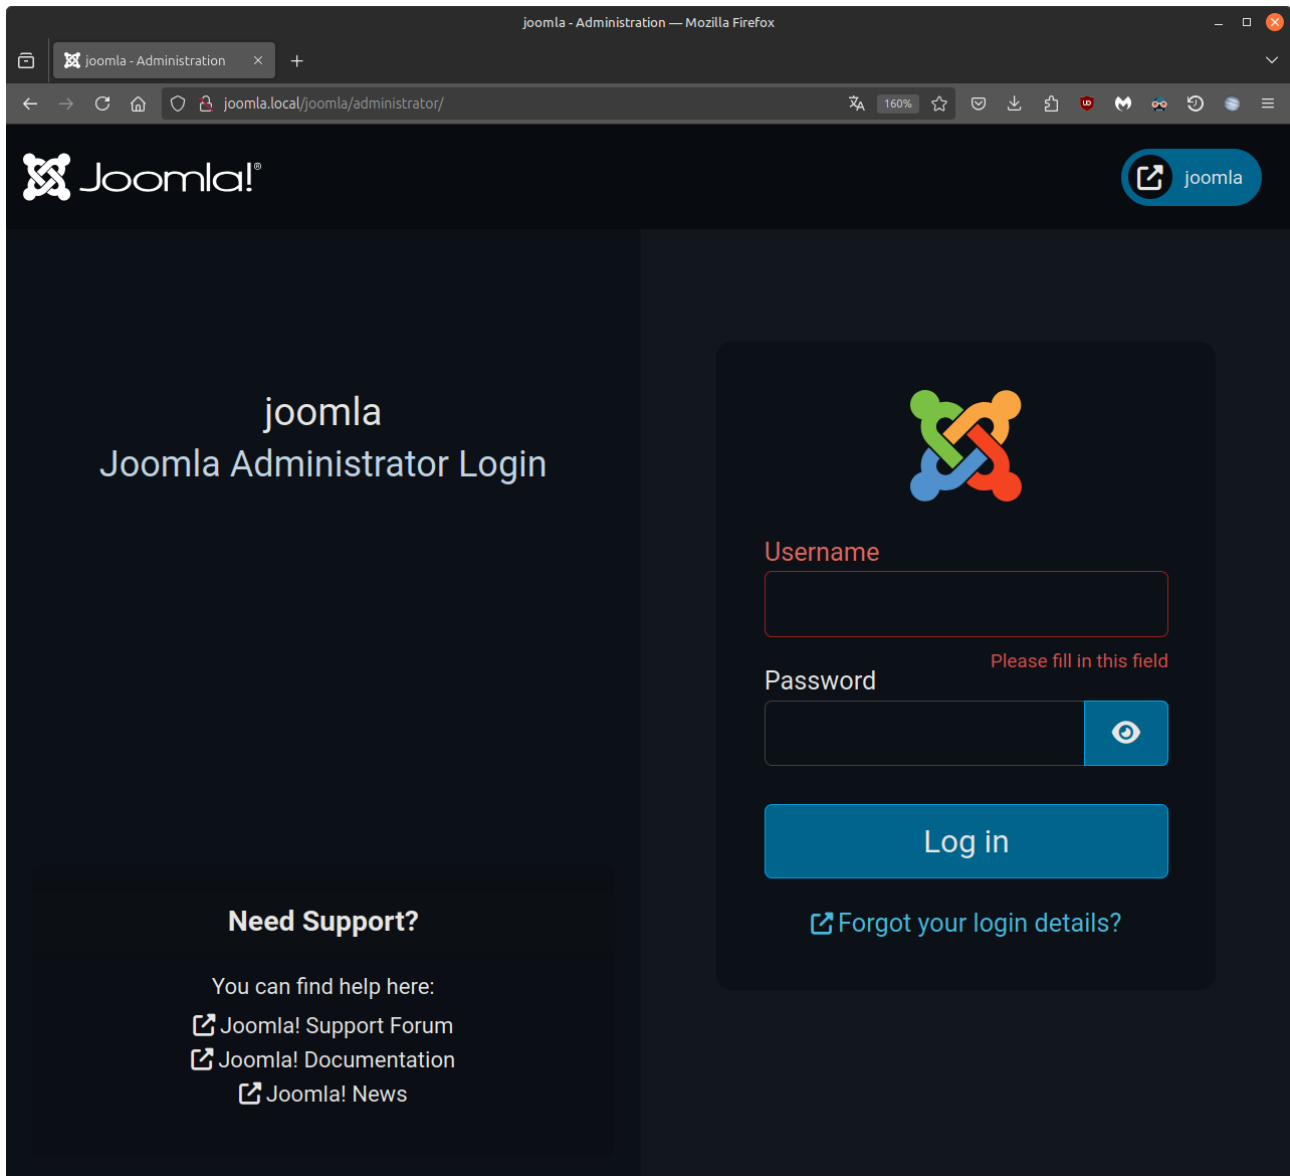 joomla - Administration — Mozilla Firefox
joomla - Administration
joomla.local/joomla/administrator/
160%
Joomla!®
joomla
joomla
Joomla Administrator Login
Username
Please fill in this field
Password
Log in
Forgot your login details?
Need Support?
You can find help here:
Joomla! Support Forum
Joomla! Documentation
Joomla! News